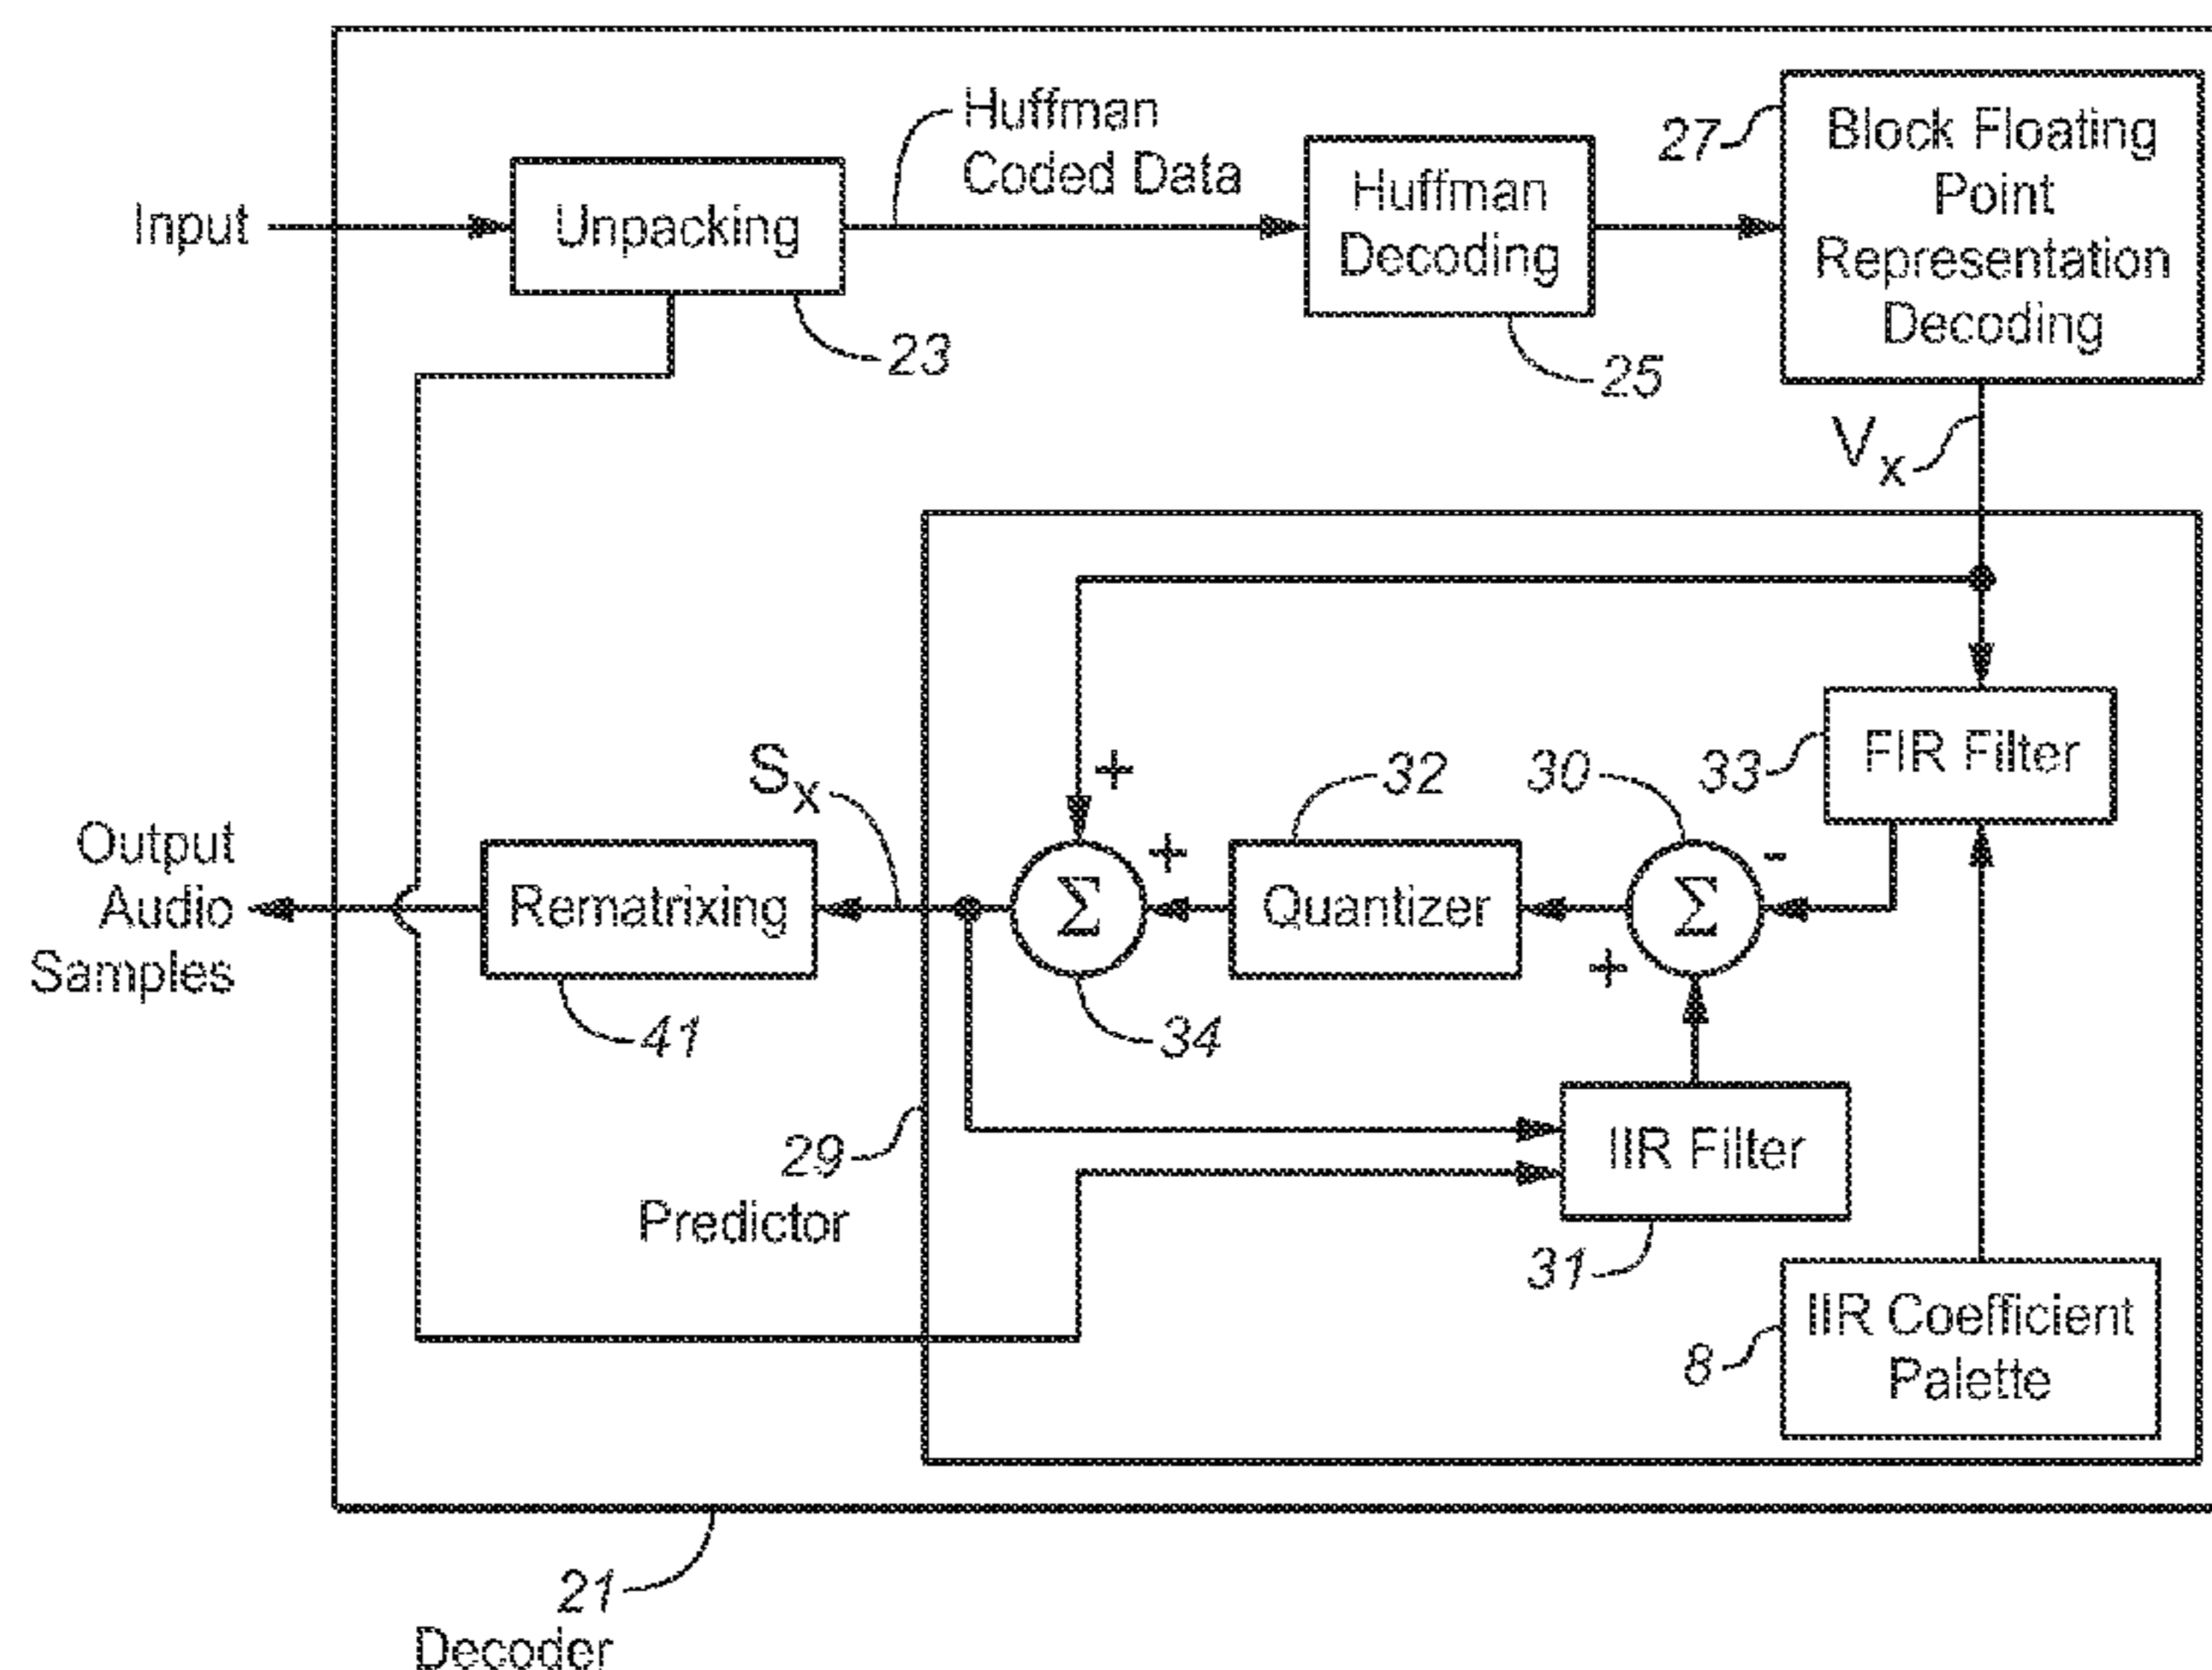 Huffman
Coded Data
Input
Unpacking
23
Huffman
Decoding
25
27
Block Floating
Point
Representation
Decoding
Vx
33
FIR Filter
Sx
+
+
32
30
-
Output
Audio
Samples
Rematrixing
41
Σ
34
Quantizer
Σ
+
29
Predictor
IIR Filter
31
8
IIR Coefficient
Palette
21
Decoder